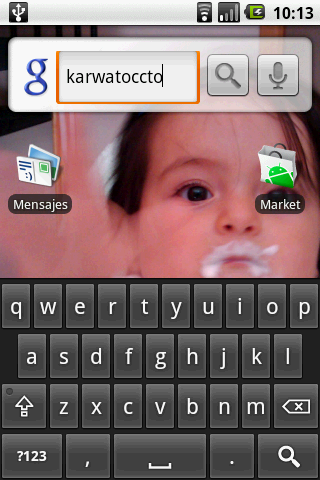 10:13
g karwatoccto
Mensajes Market
q w e r t y u i o p
a s d f g h j k l
z x c v b n m
?123 , .